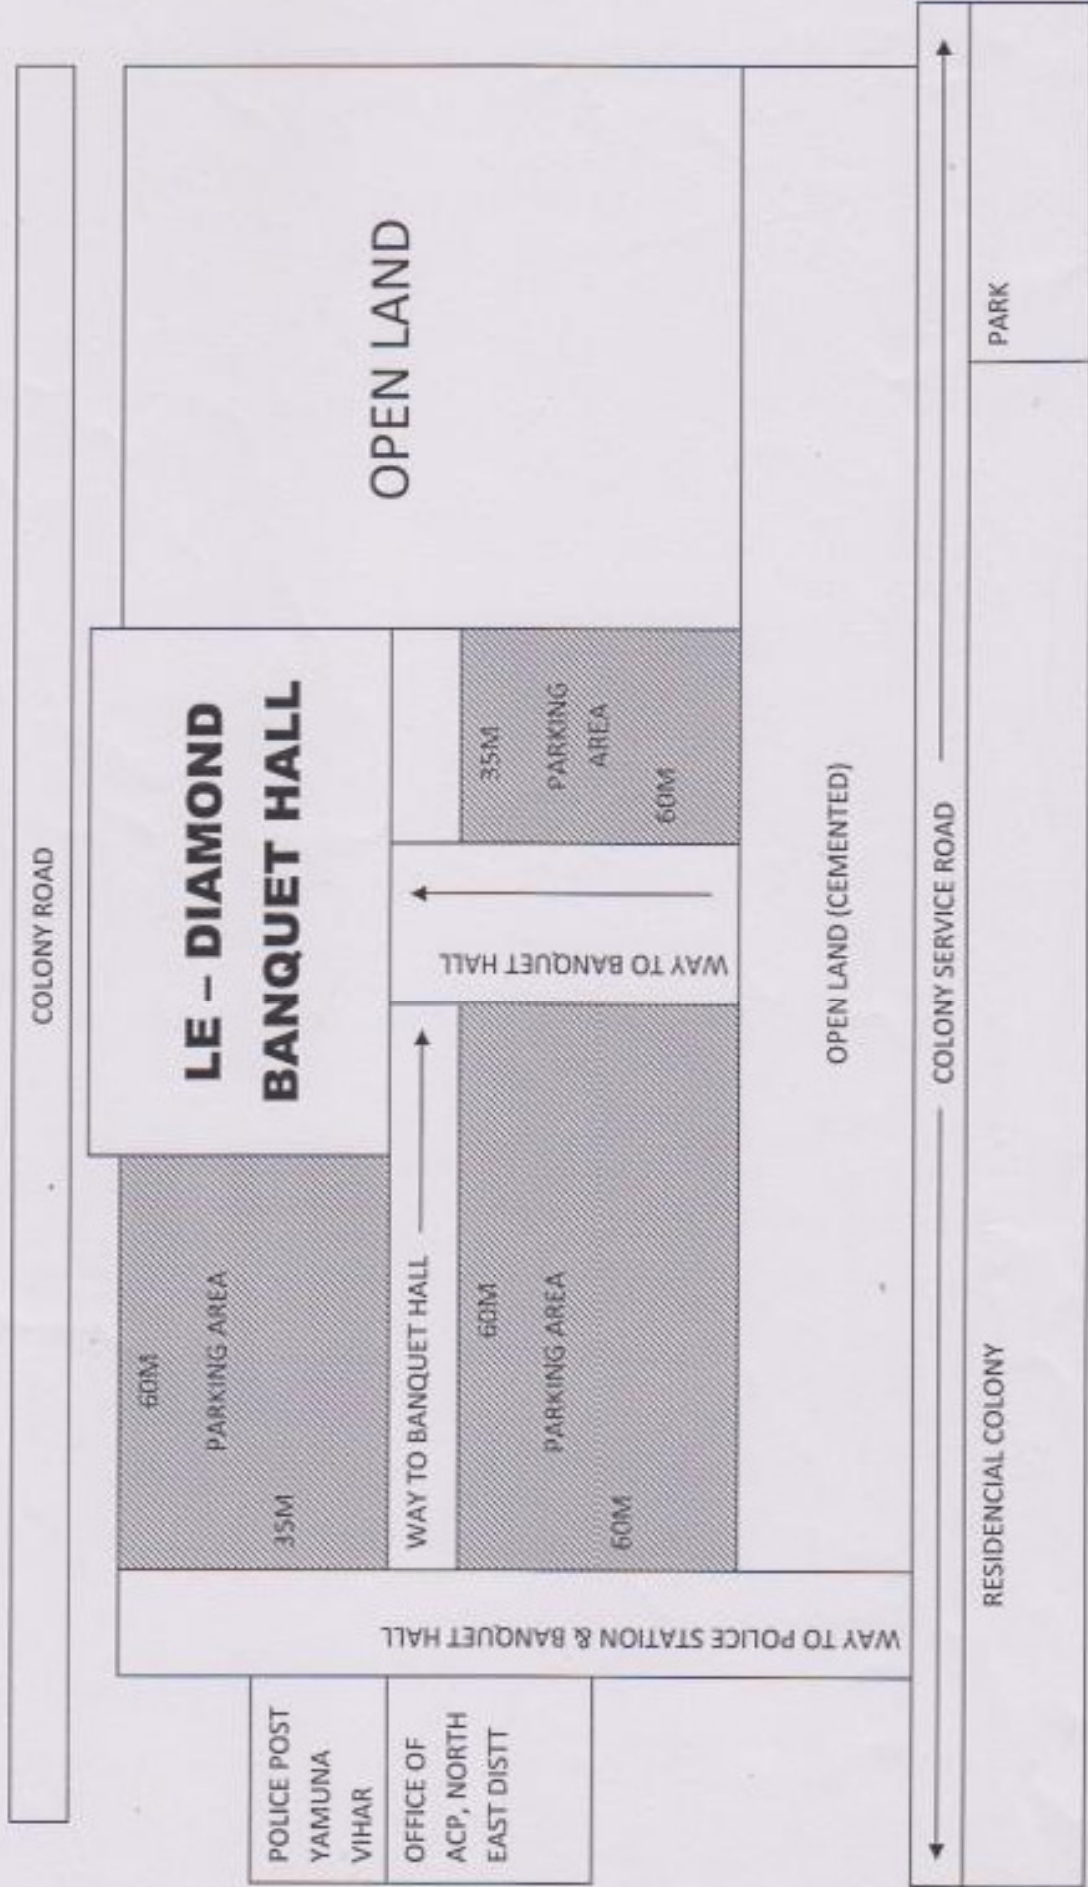 COLONY ROAD
LE – DIAMOND
BANQUET HALL
OPEN LAND
60M
PARKING AREA
35M
POLICE POST
YAMUNA
VIHAR
OFFICE OF
ACP, NORTH
EAST DISTT
WAY TO POLICE STATION & BANQUET HALL
WAY TO BANQUET HALL
60M
PARKING AREA
60M
WAY TO BANQUET HALL
35M
PARKING
AREA
60M
OPEN LAND (CEMENTED)
COLONY SERVICE ROAD
RESIDENCIAL COLONY
PARK